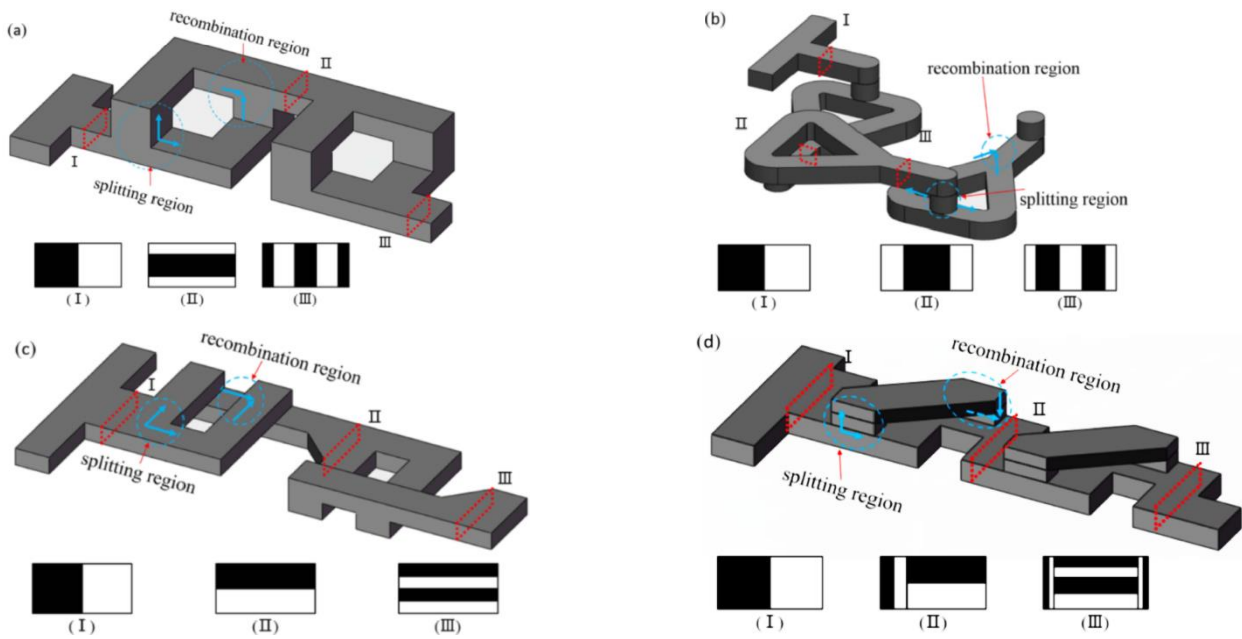 (a)
recombination region
II
I
splitting region
III
(I)
(II)
(III)
(b)
I
recombination region
II
III
splitting region
(I)
(II)
(III)
(c)
recombination region
I
II
splitting region
III
(I)
(II)
(III)
(d)
I
recombination region
II
III
splitting region
(I)
(II)
(III)